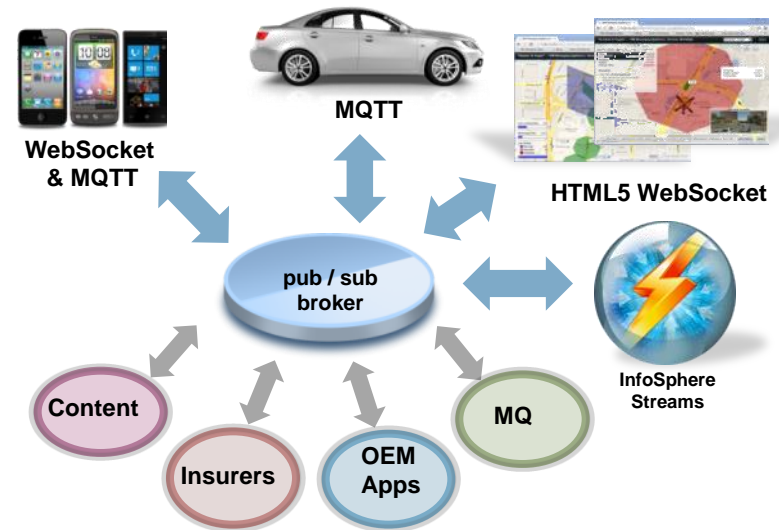 WebSocket
& MQTT
MQTT
HTML5 WebSocket
pub / sub
broker
InfoSphere
Streams
Content
Insurers
OEM
Apps
MQ